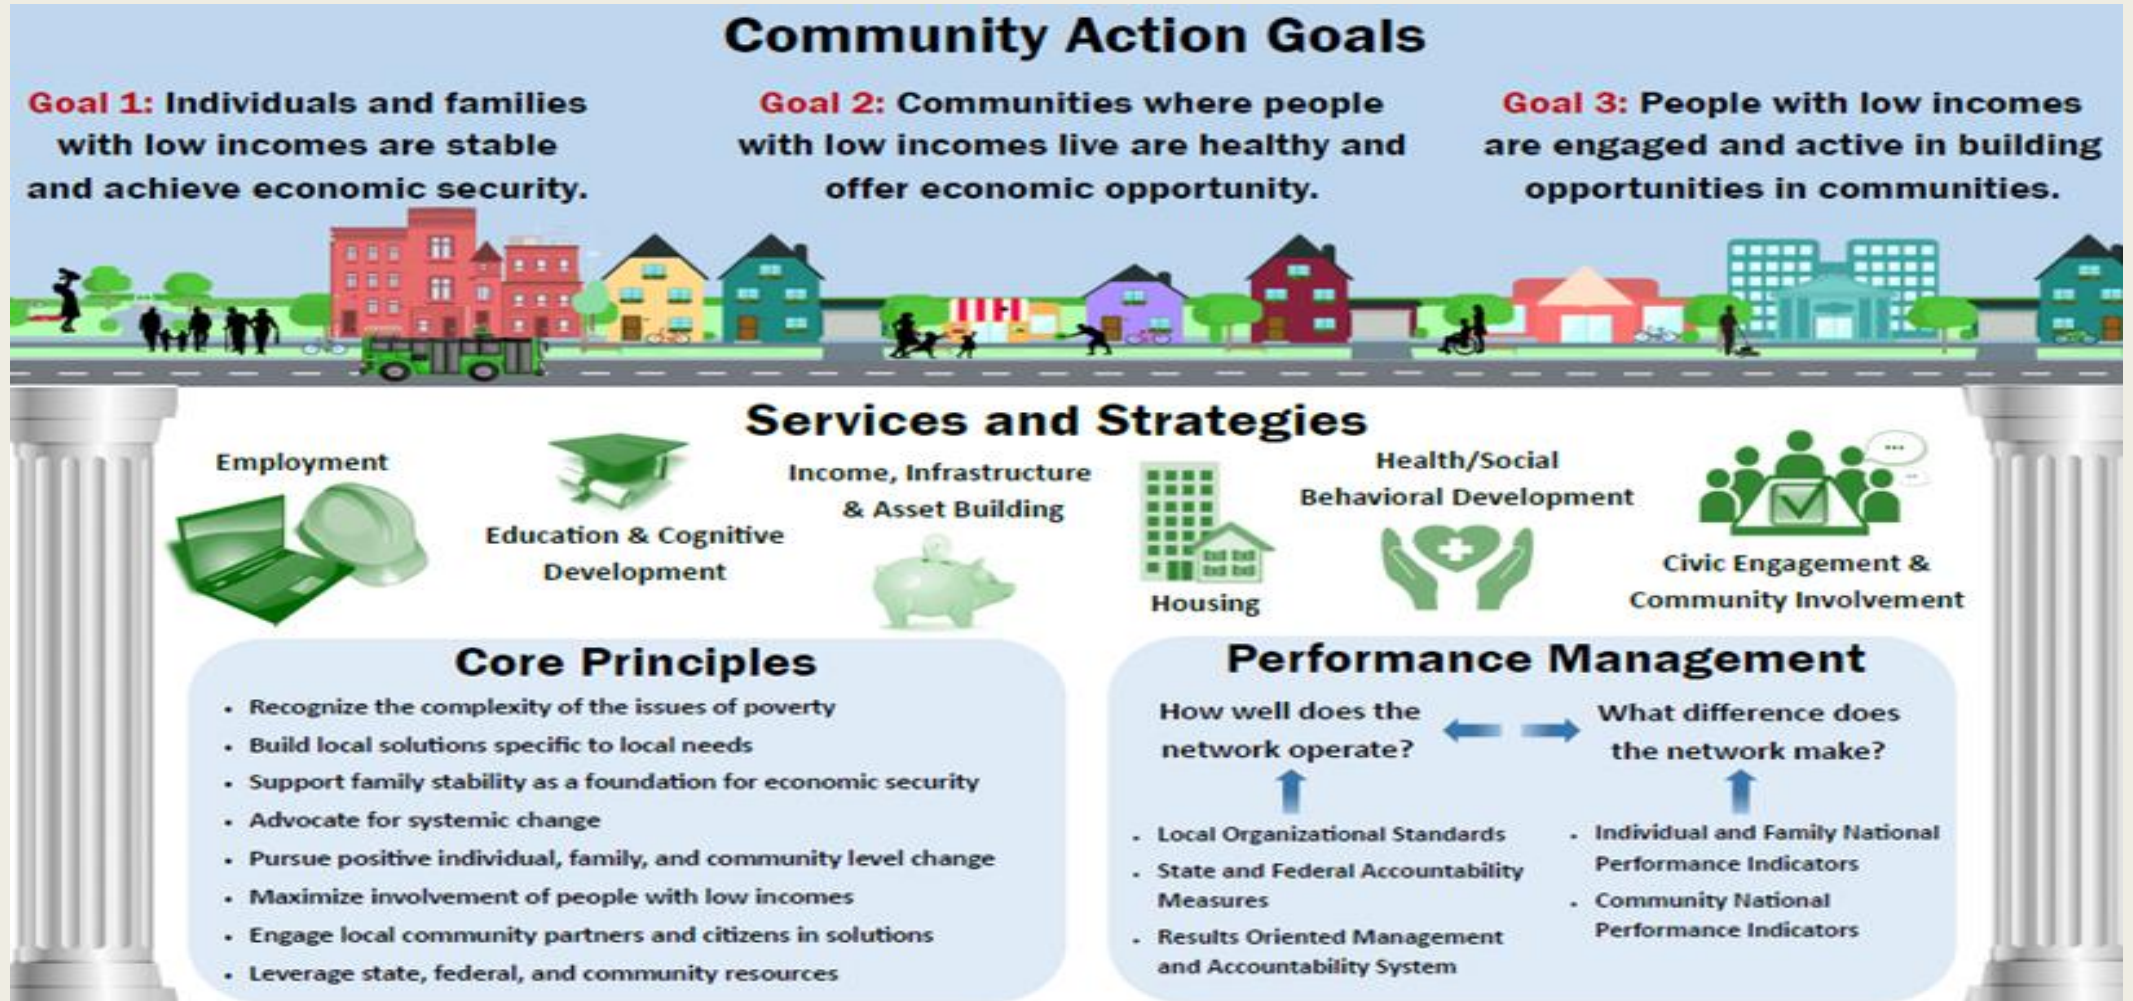 Community Action Goals
Goal 1: Individuals and families
with low incomes are stable
and achieve economic security.
Goal 2: Communities where people
with low incomes live are healthy and
offer economic opportunity.
Goal 3: People with low incomes
are engaged and active in building
opportunities in communities.
Services and Strategies
Employment
Education & Cognitive
Development
Income, Infrastructure
& Asset Building
Housing
Health/Social
Behavioral Development
Civic Engagement &
Community Involvement
Core Principles
• Recognize the complexity of the issues of poverty
• Build local solutions specific to local needs
• Support family stability as a foundation for economic security
• Advocate for systemic change
• Pursue positive individual, family, and community level change
• Maximize involvement of people with low incomes
• Engage local community partners and citizens in solutions
• Leverage state, federal, and community resources
Performance Management
How well does the
network operate?
• Local Organizational Standards
• State and Federal Accountability
Measures
• Results Oriented Management
and Accountability System
What difference does
the network make?
• Individual and Family National
Performance Indicators
• Community National
Performance Indicators